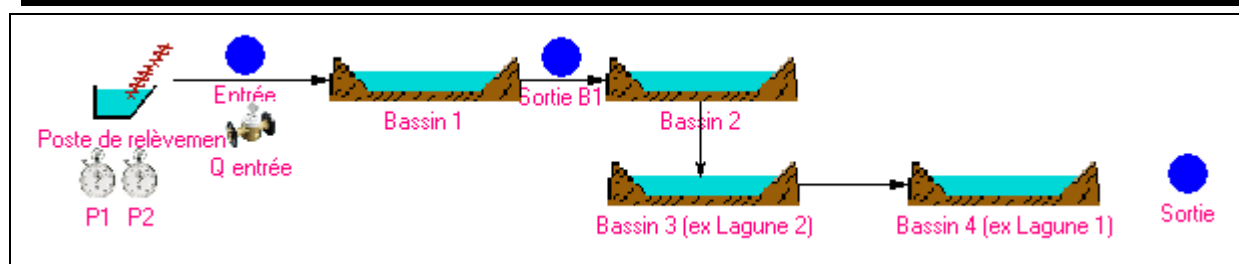 Entrée
Sortie B1
Bassin 1
Bassin 2
Poste de relèvemen
Q entrée
P1 P2
Bassin 3 (ex Lagune 2)
Bassin 4 (ex Lagune 1)
Sortie